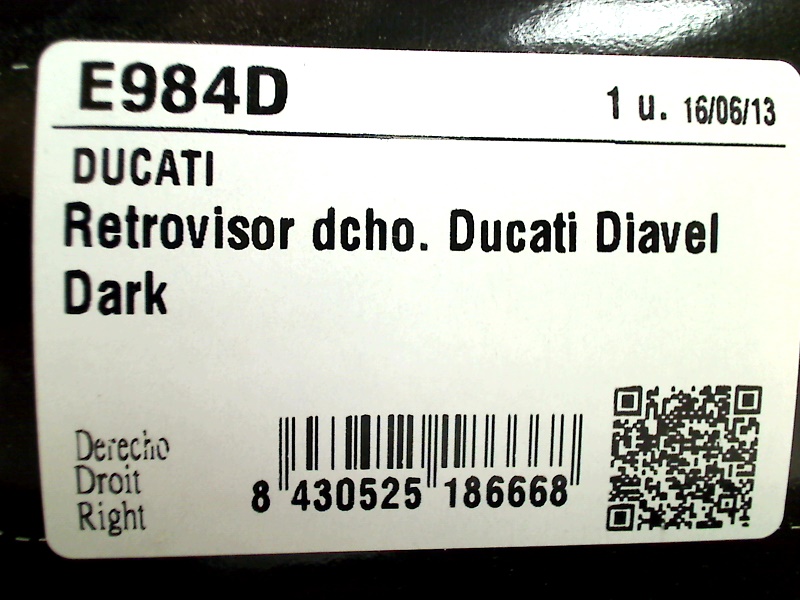 E984D
1 u. 16/06/13
DUCATI
Retrovisor dcho. Ducati Diavel
Dark
Derecho
Droit
Right
8 430525 186668